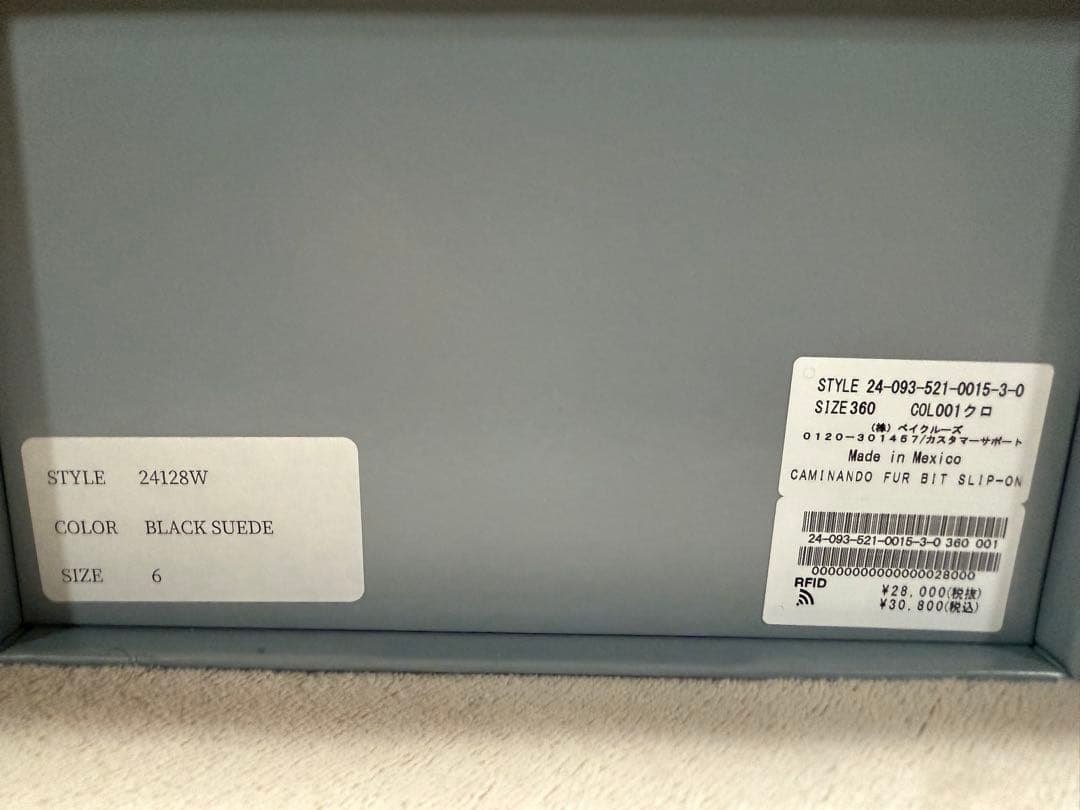 STYLE 24128W
COLOR BLACK SUEDE
SIZE 6
STYLE 24-093-521-0015-3-0
SIZE360 COL001クロ
(株) ベイクルーズ
0120-301457/カスタマーサポート
Made in Mexico
CAMINANDO FUR BIT SLIP-ON
24-093-521-0015-3-0 360 001
00000000000000028000
RFID
¥28,000(税抜)
¥30,800(税込)